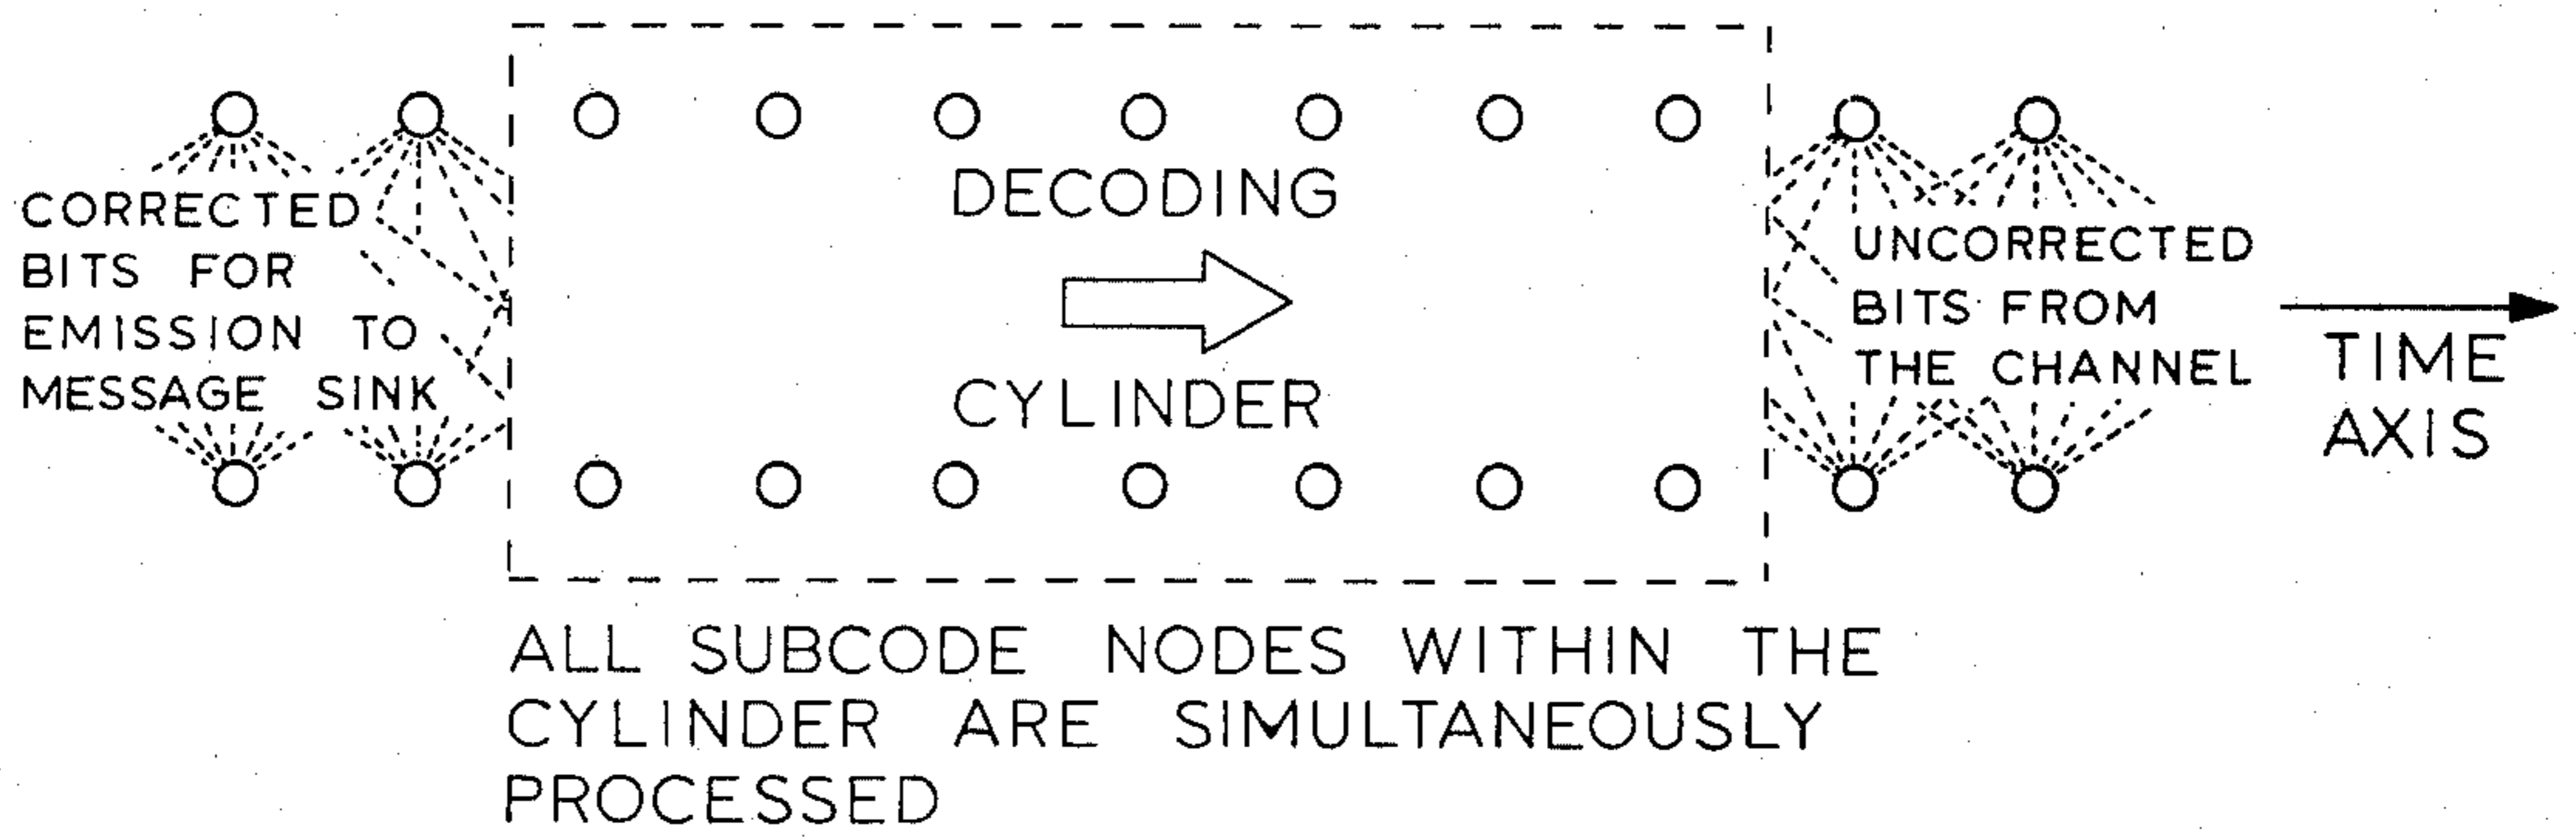 CORRECTED
BITS FOR
EMISSION TO
MESSAGE SINK
DECODING
CYLINDER
UNCORRECTED
BITS FROM
THE CHANNEL
TIME
AXIS
ALL SUBCODE NODES WITHIN THE
CYLINDER ARE SIMULTANEOUSLY
PROCESSED